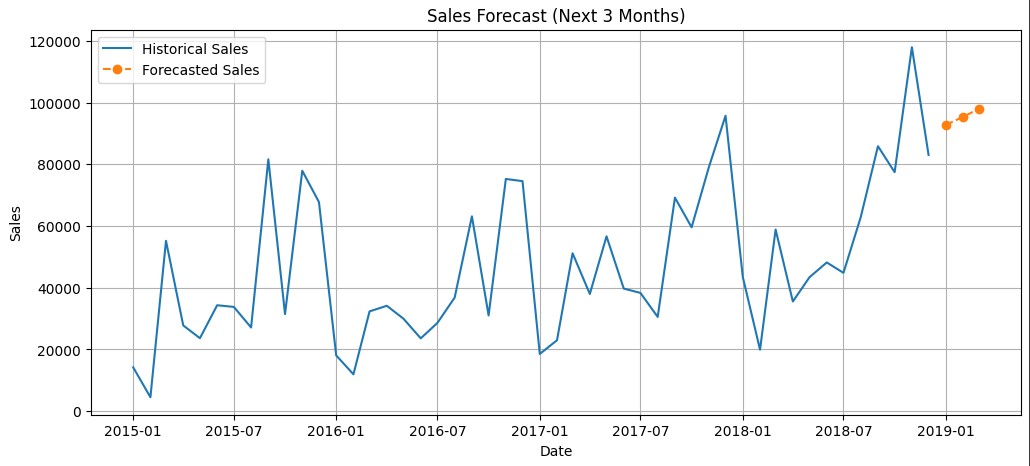 Sales Forecast (Next 3 Months)
Historical Sales
Forecasted Sales
120000
100000
80000
60000
40000
20000
0
Sales
2015-01 2015-07 2016-01 2016-07 2017-01 2017-07 2018-01 2018-07 2019-01
Date